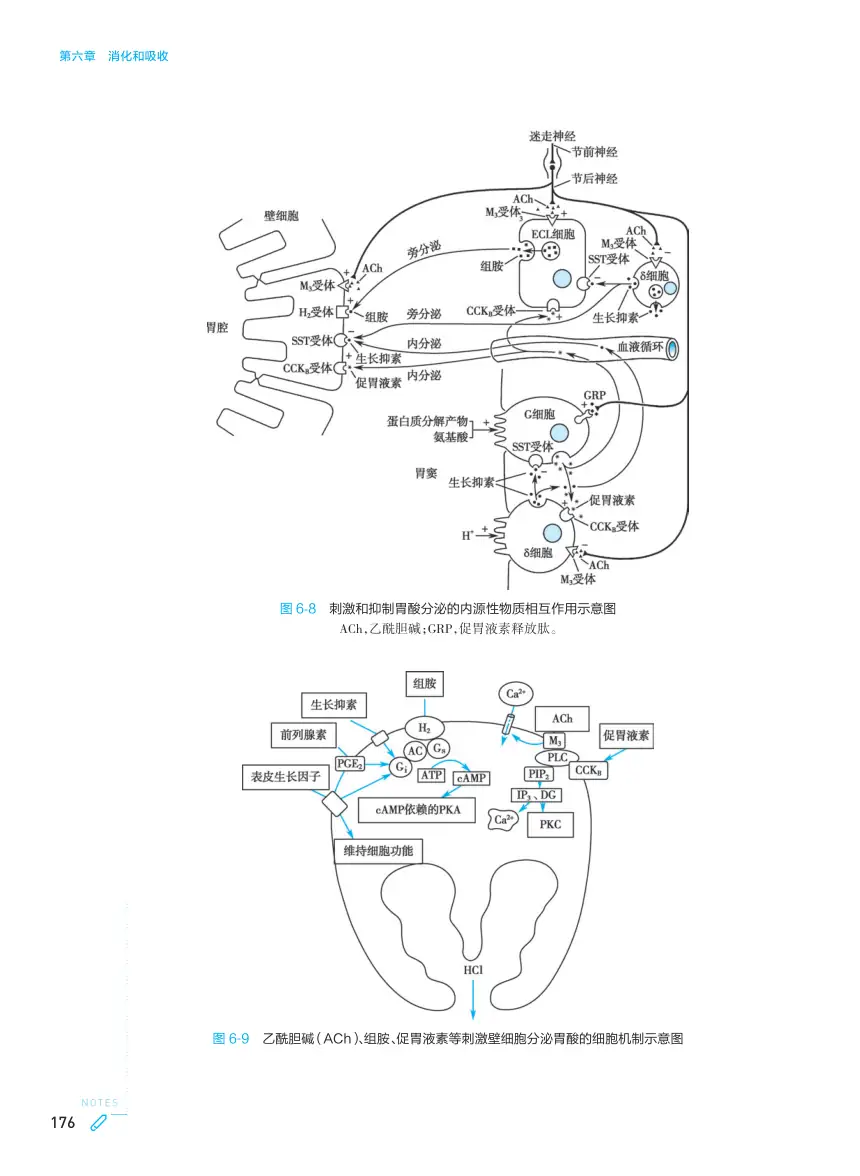 第六章 消化和吸收
迷走神经
节前神经
节后神经
ACh
M₃受体
3
+
ECL细胞
ACh
M₃受体
−
SST受体
δ细胞
壁细胞
旁分泌
组胺
+
ACh
M₃受体
+
H₂受体
组胺
旁分泌
CCK_B受体
+
−
生长抑素
胃腔
−
SST受体
生长抑素
内分泌
血液循环
+
CCK_B受体
促胃液素
内分泌
GRP
+
G细胞
蛋白质分解产物
氨基酸
+
SST受体
胃窦
−
生长抑素
促胃液素
+
CCK_B受体
H⁺
+
δ细胞
−
ACh
M₃受体
图 6-8 刺激和抑制胃酸分泌的内源性物质相互作用示意图
ACh,乙酰胆碱;GRP,促胃液素释放肽。
组胺
Ca²⁺
生长抑素
ACh
H₂
前列腺素
M₃
促胃液素
AC
Gs
PLC
PGE₂
Gi
ATP
cAMP
PIP₂
CCK_B
表皮生长因子
IP₃、DG
cAMP依赖的PKA
Ca²⁺
PKC
维持细胞功能
HCl
图 6-9 乙酰胆碱(ACh)、组胺、促胃液素等刺激壁细胞分泌胃酸的细胞机制示意图
NOTES
176